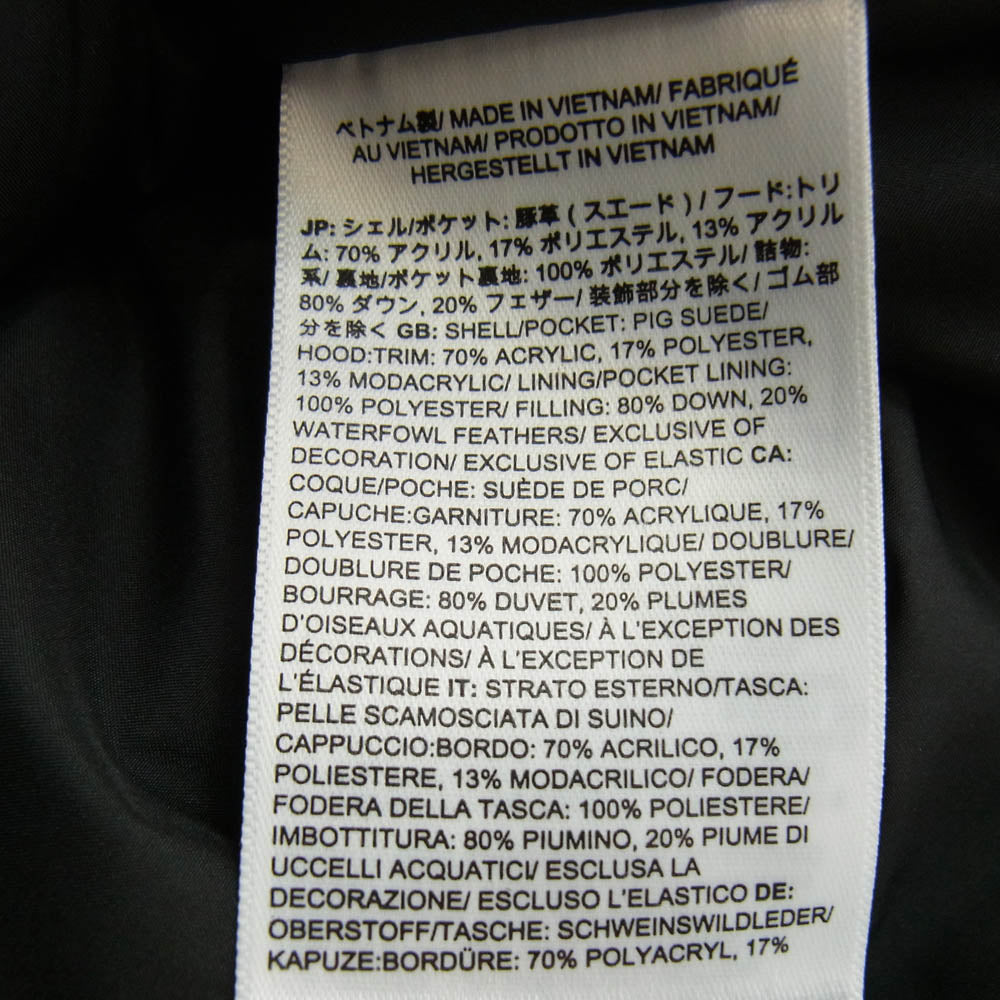 ベトナム製/ MADE IN VIETNAM/ FABRIQUÉ
AU VIETNAM/ PRODOTTO IN VIETNAM/
HERGESTELLT IN VIETNAM
JP: シェル/ポケット: 豚革 ( スエード ) / フード:トリ
ム: 70% アクリル, 17% ポリエステル, 13% アクリル
系/ 裏地/ポケット裏地: 100% ポリエステル/ 詰物:
80% ダウン, 20% フェザー/ 装飾部分を除く/ ゴム部
分を除く GB: SHELL/POCKET: PIG SUEDE/
HOOD:TRIM: 70% ACRYLIC, 17% POLYESTER,
13% MODACRYLIC/ LINING/POCKET LINING:
100% POLYESTER/ FILLING: 80% DOWN, 20%
WATERFOWL FEATHERS/ EXCLUSIVE OF
DECORATION/ EXCLUSIVE OF ELASTIC CA:
COQUE/POCHE: SUÈDE DE PORC/
CAPUCHE:GARNITURE: 70% ACRYLIQUE, 17%
POLYESTER, 13% MODACRYLIQUE/ DOUBLURE/
DOUBLURE DE POCHE: 100% POLYESTER/
BOURRAGE: 80% DUVET, 20% PLUMES
D'OISEAUX AQUATIQUES/ À L'EXCEPTION DES
DÉCORATIONS/ À L'EXCEPTION DE
L'ÉLASTIQUE IT: STRATO ESTERNO/TASCA:
PELLE SCAMOSCIATA DI SUINO/
CAPPUCCIO:BORDO: 70% ACRILICO, 17%
POLIESTERE, 13% MODACRILICO/ FODERA/
FODERA DELLA TASCA: 100% POLIESTERE/
IMBOTTITURA: 80% PIUMINO, 20% PIUME DI
UCCELLI ACQUATICI/ ESCLUSA LA
DECORAZIONE/ ESCLUSO L'ELASTICO DE:
OBERSTOFF/TASCHE: SCHWEINSWILDLEDER/
KAPUZE:BORDÜRE: 70% POLYACRYL, 17%